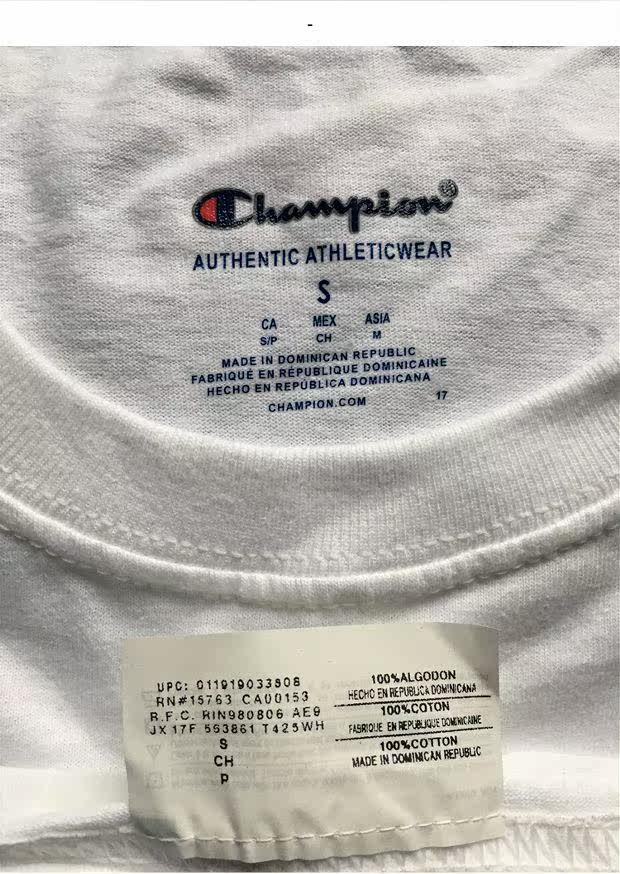 -
Champion®
AUTHENTIC ATHLETICWEAR
S
CA MEX ASIA
S/P CH M
MADE IN DOMINICAN REPUBLIC
FABRIQUÉ EN RÉPUBLIQUE DOMINICAINE
HECHO EN REPÚBLICA DOMINICANA
17
CHAMPION.COM
UPC: 011919033808
RN#15763 CA00153
R.F.C. RIN980806 AE9
JX 17F 563861 T425WH
S
CH
P
100%ALGODON
HECHO EN REPUBLICA DOMINICANA
100%COTON
FABRIQUE EN REPUBLIQUE DOMINICAINE
100%COTTON
MADE IN DOMINICAN REPUBLIC